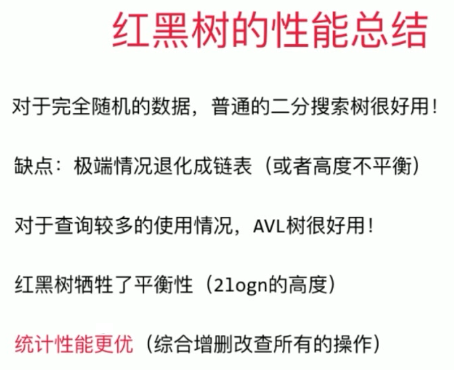 红黑树的性能总结
对于完全随机的数据，普通的二分搜索树很好用！
缺点：极端情况退化成链表（或者高度不平衡）
对于查询较多的使用情况，AVL树很好用！
红黑树牺牲了平衡性（2logn的高度）
统计性能更优（综合增删改查所有的操作）